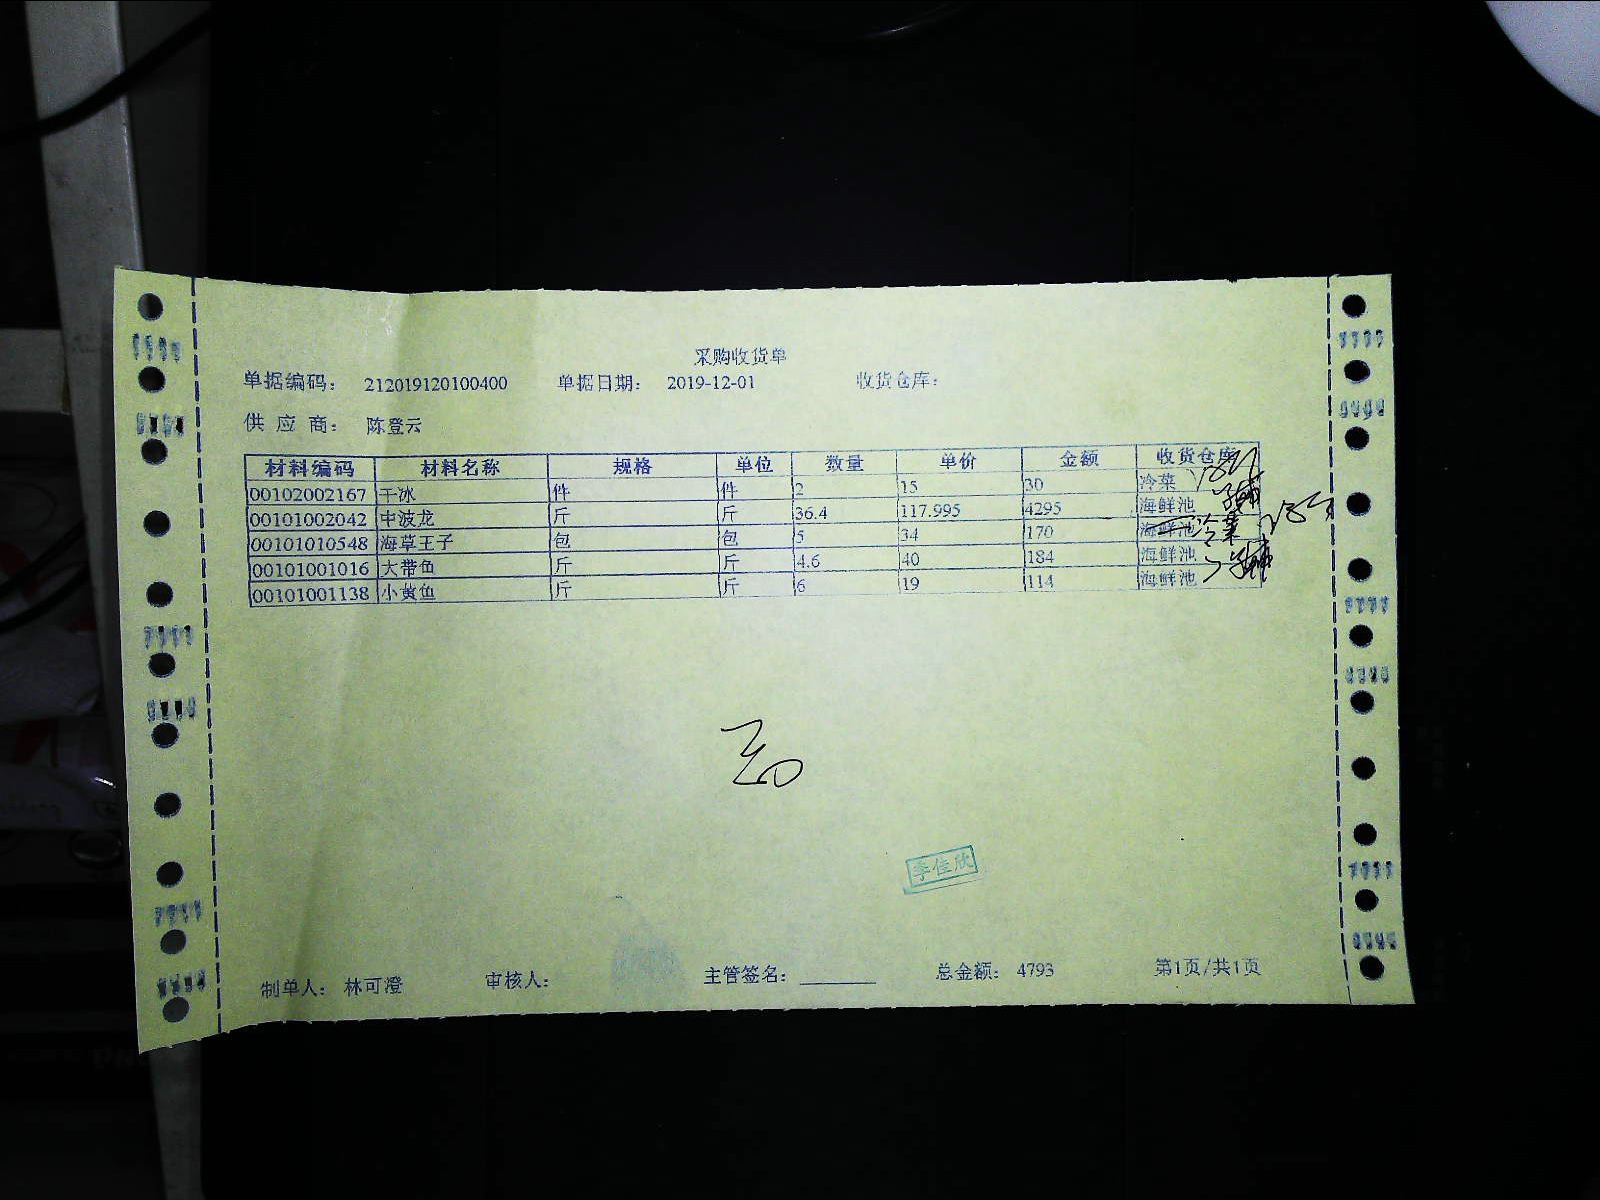 采购收货单
单据编码: 212019120100400 单据日期: 2019-12-01 收货仓库:
供 应 商: 陈登云
材料编码 材料名称 规格 单位 数量 单价 金额 收货仓库
00102002167 干冰 件 件 2 15 30 冷菜
00101002042 中波龙 斤 斤 36.4 117.995 4295 海鲜池
00101010548 海草王子 包 包 5 34 170 海鲜池 冷菜
00101001016 大带鱼 斤 斤 4.6 40 184 海鲜池
00101001138 小黄鱼 斤 斤 6 19 114 海鲜池
李佳欣
制单人: 林可澄 审核人: 主管签名: 总金额: 4793 第1页/共1页